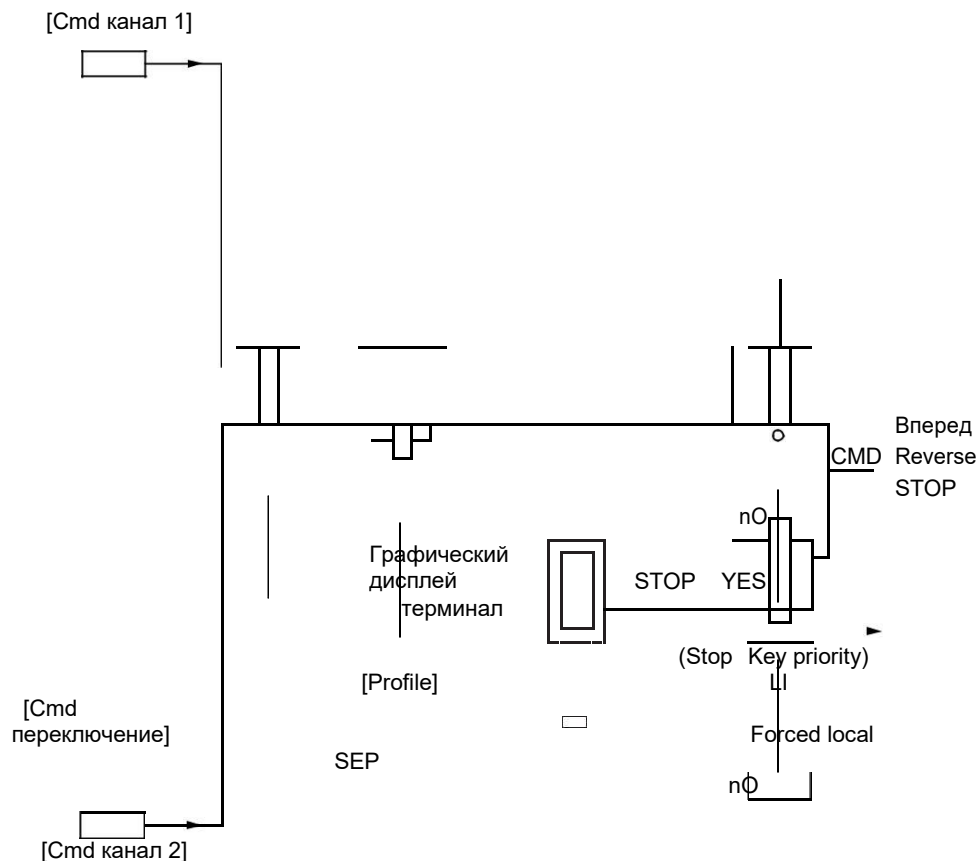 [Cmd канал 1]
Вперед
CMD Reverse
STOP
nO
Графический
дисплей
терминал
STOP YES
(Stop Key priority)
LI
[Profile]
[Cmd
переключение]
Forced local
SEP
nO
[Cmd канал 2]